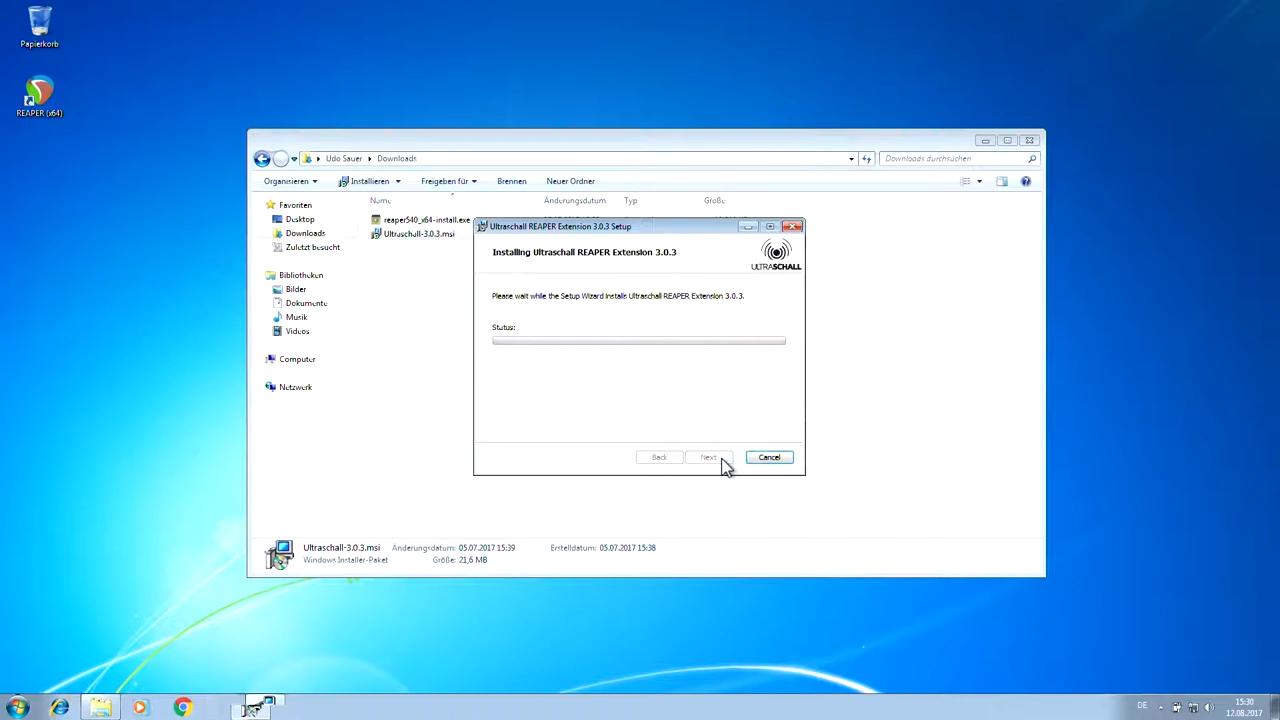 Papierkorb
REAPER (x64)
Udo Sauer Downloads
Downloads durchsuchen
Organisieren Installieren Freigeben für Brennen Neuer Ordner
Name Änderungsdatum Typ Größe
Favoriten
Desktop
Downloads
Zuletzt besucht
Bibliotheken
Bilder
Dokumente
Musik
Videos
Computer
Netzwerk
reaper540_x64-install.exe
Ultraschall-3.0.3.msi
Ultraschall REAPER Extension 3.0.3 Setup
Installing Ultraschall REAPER Extension 3.0.3
ULTRASCHALL
Please wait while the Setup Wizard installs Ultraschall REAPER Extension 3.0.3.
Status:
Back Next Cancel
Ultraschall-3.0.3.msi Änderungsdatum: 05.07.2017 15:39 Erstelldatum: 05.07.2017 15:38
Windows Installer-Paket Größe: 21,6 MB
DE
15:30
12.08.2017